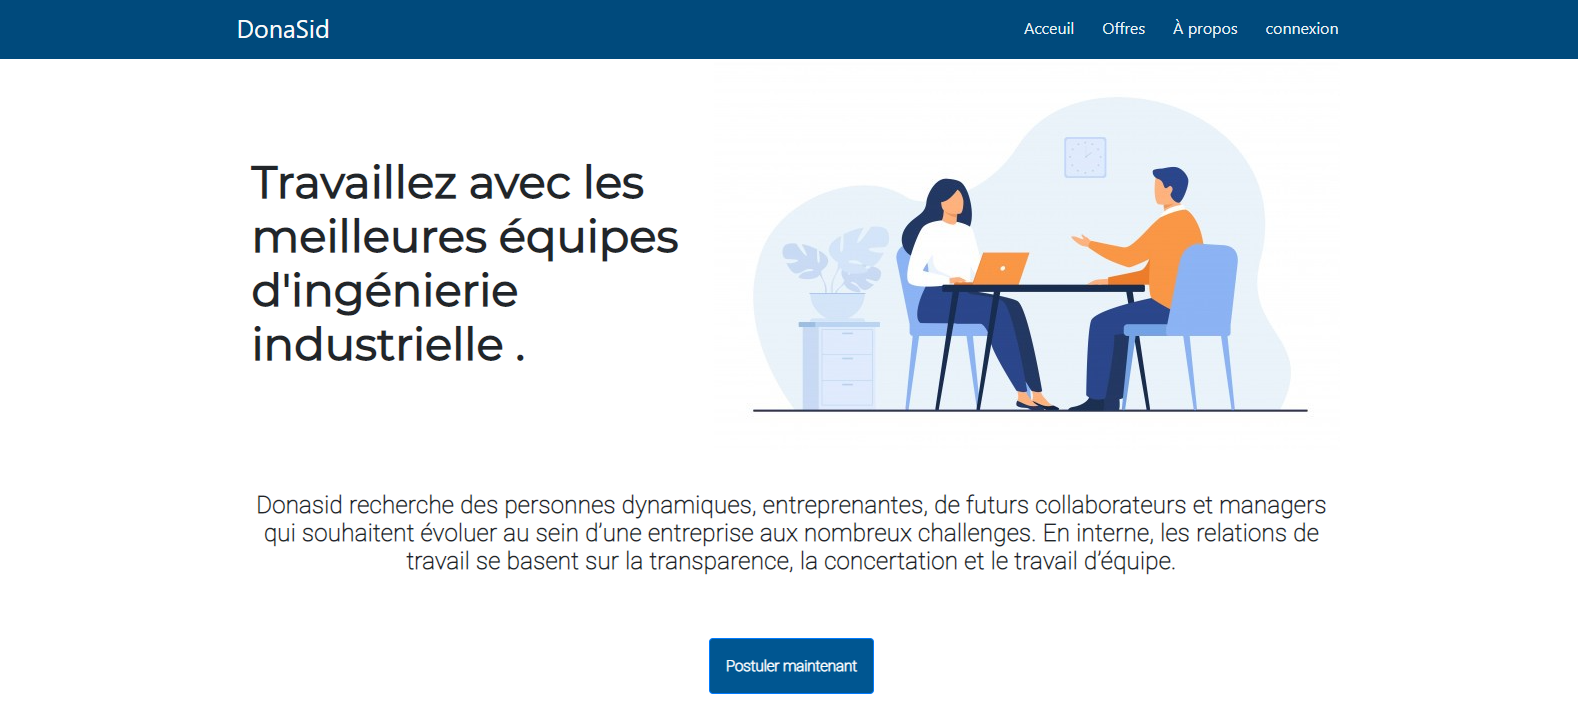 DonaSid
Acceuil
Offres
À propos
connexion
Travaillez avec les
meilleures équipes
d'ingénierie
industrielle .
Donasid recherche des personnes dynamiques, entreprenantes, de futurs collaborateurs et managers
qui souhaitent évoluer au sein d’une entreprise aux nombreux challenges. En interne, les relations de
travail se basent sur la transparence, la concertation et le travail d’équipe.
Postuler maintenant